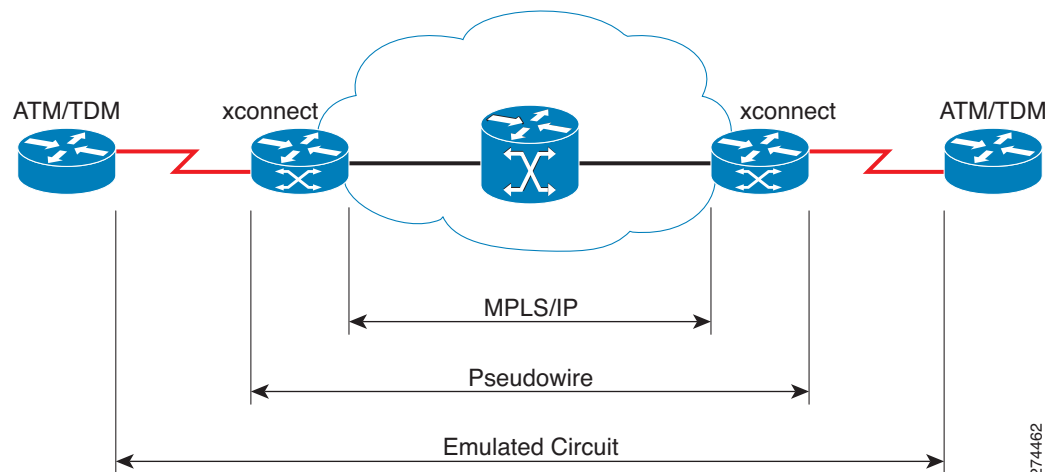 ATM/TDM
xconnect
xconnect
ATM/TDM
MPLS/IP
Pseudowire
Emulated Circuit
274462